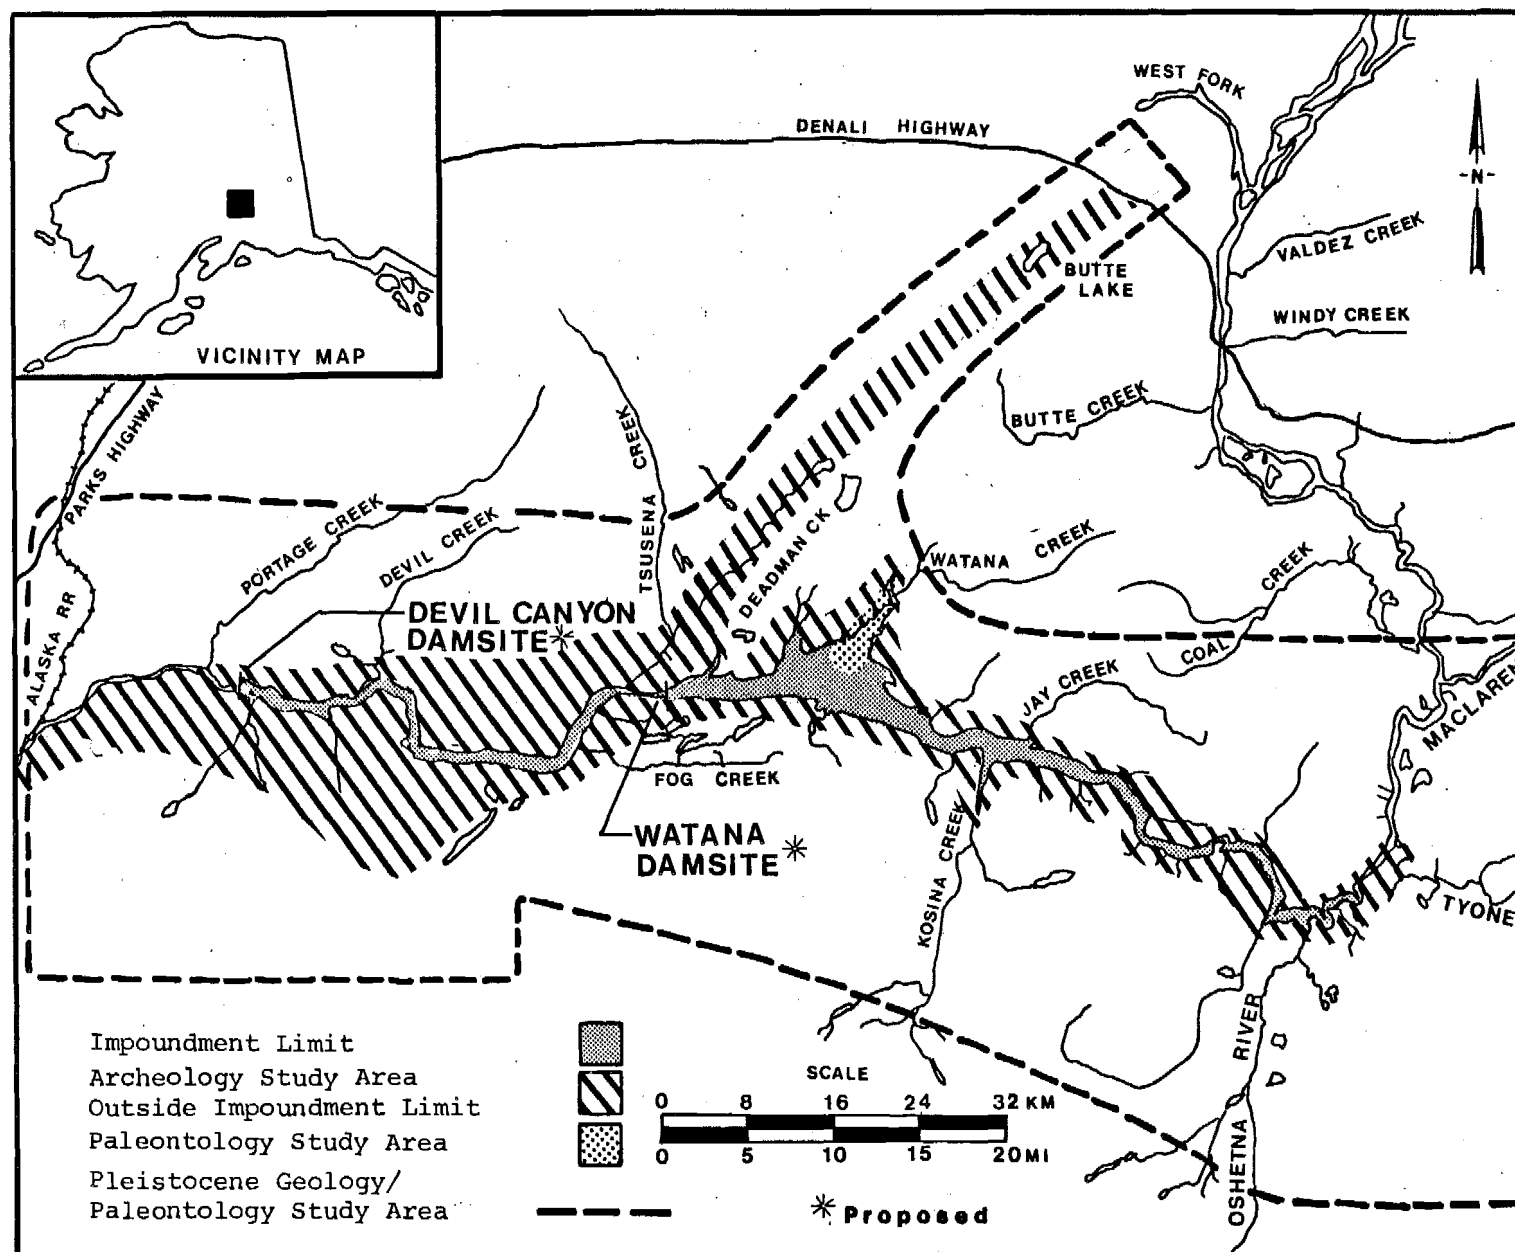 WEST FORK
DENALI HIGHWAY
-N-
VALDEZ CREEK
BUTTE
LAKE
WINDY CREEK
VICINITY MAP
PARKS HIGHWAY
BUTTE CREEK
TSUSENA CREEK
PORTAGE CREEK
DEVIL CREEK
DEADMAN CK
WATANA CREEK
COAL CREEK
DEVIL CANYON
DAMSITE*
ALASKA RR
JAY CREEK
MACLAREN
FOG CREEK
WATANA
DAMSITE *
KOSINA CREEK
TYONE
OSHETNA RIVER
Impoundment Limit
Archeology Study Area
Outside Impoundment Limit
Paleontology Study Area
Pleistocene Geology/
Paleontology Study Area
SCALE
0 8 16 24 32 KM
0 5 10 15 20 MI
* Proposed